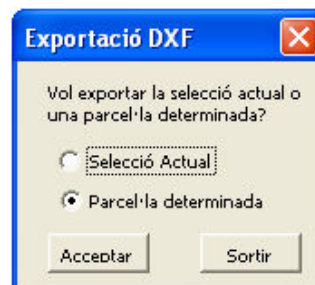 Exportació DXF
Vol exportar la selecció actual o
una parcel·la determinada?
Selecció Actual
Parcel·la determinada
Acceptar
Sortir